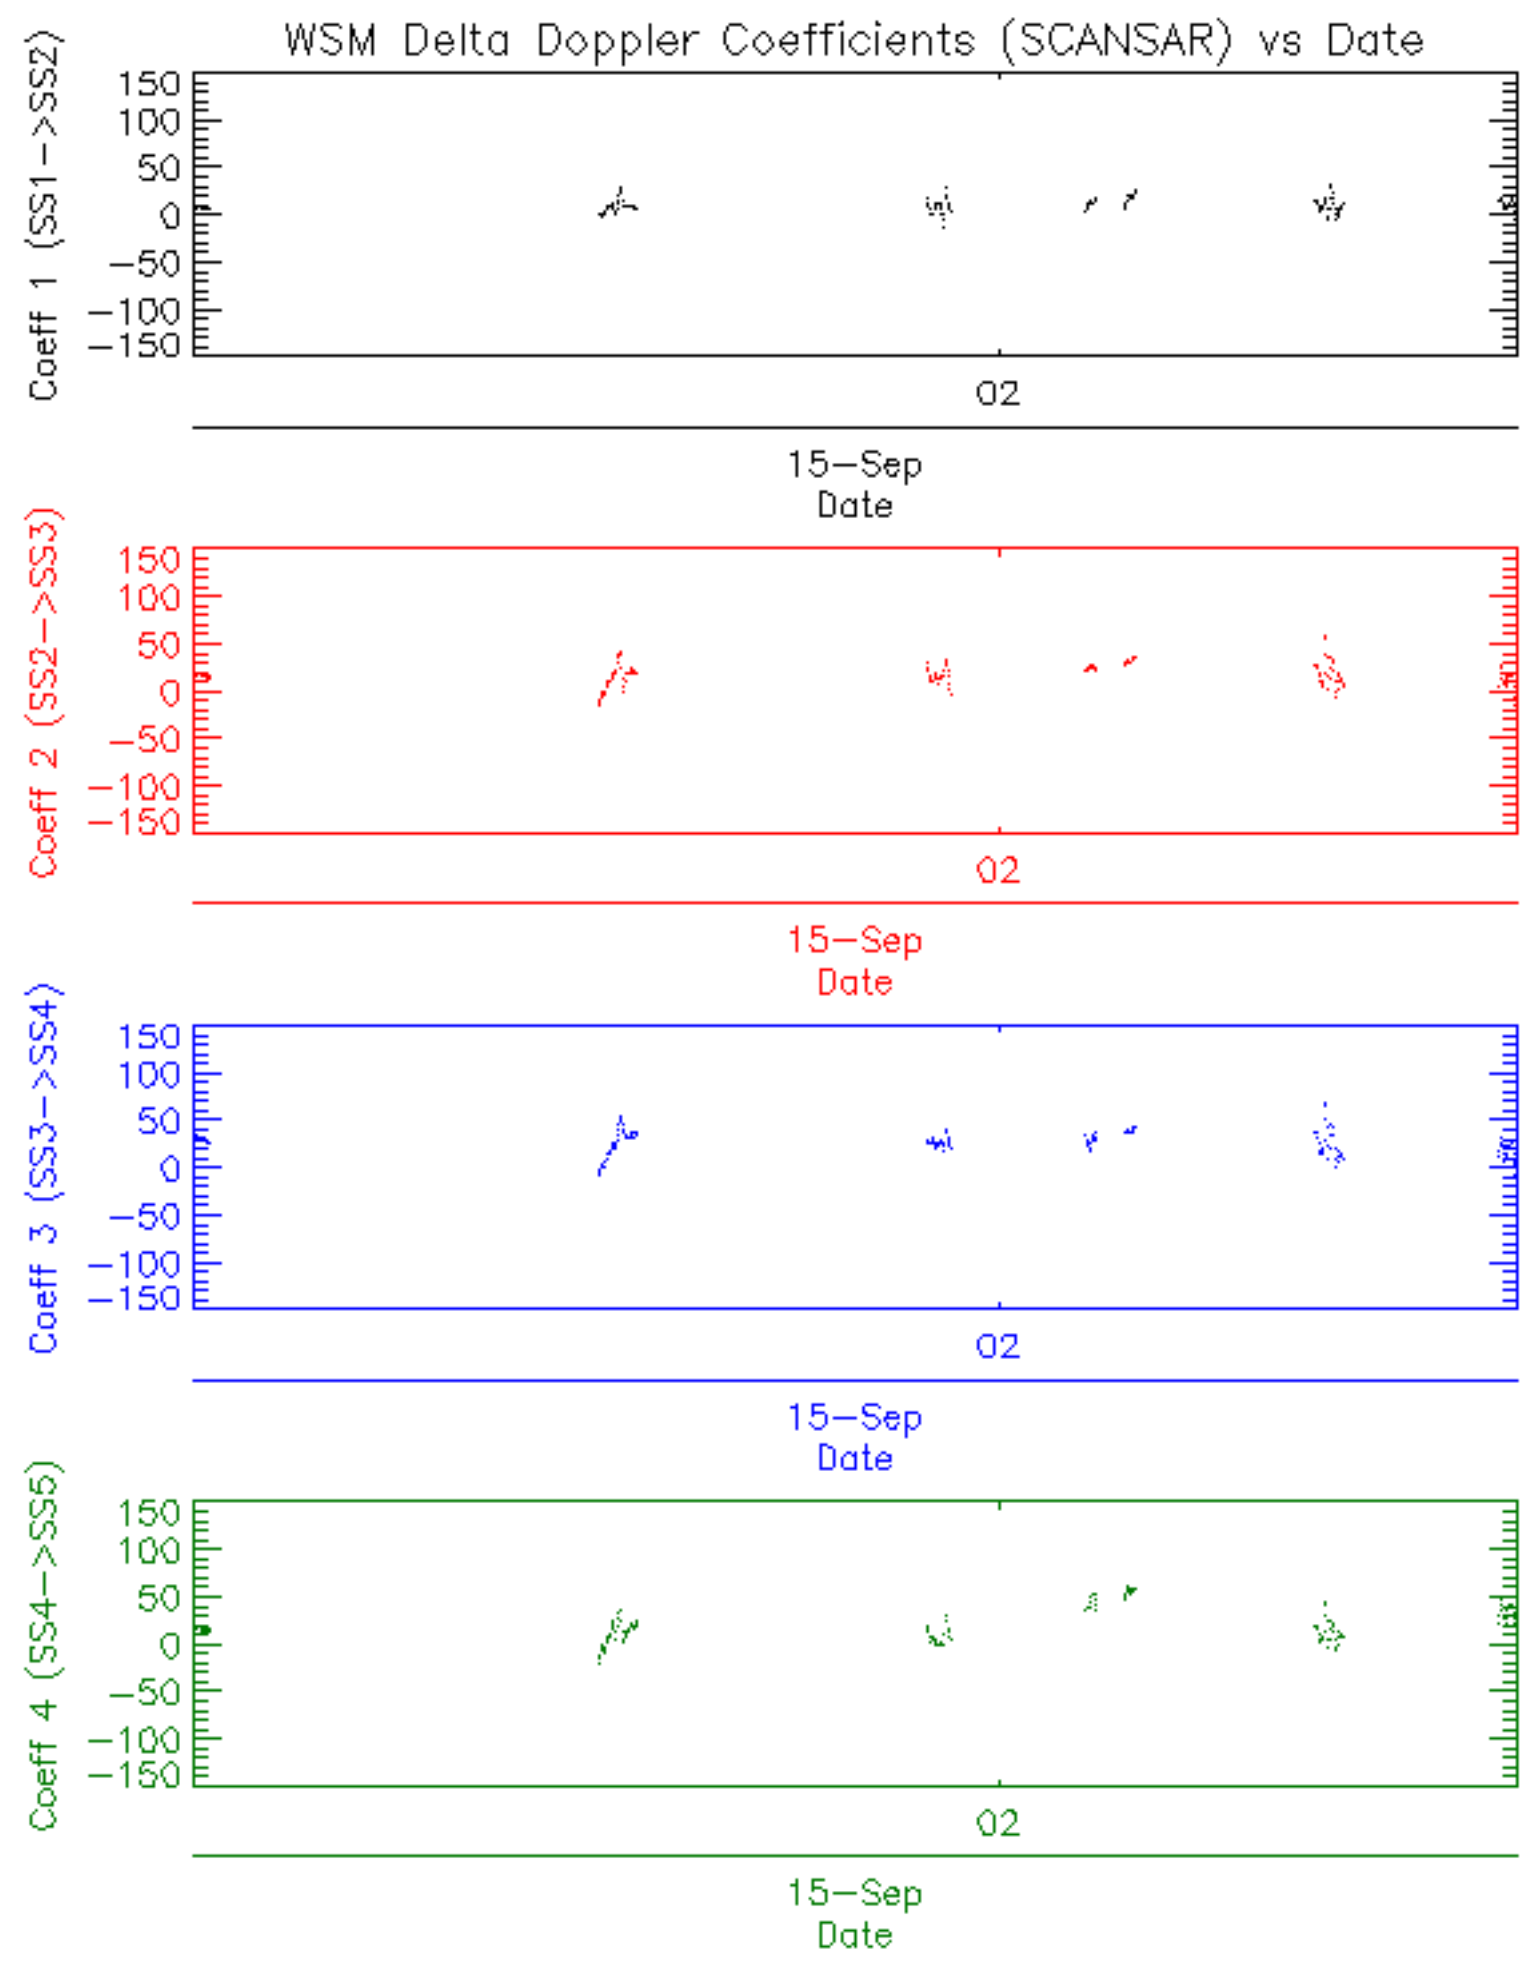 WSM Delta Doppler Coefficients (SCANSAR) vs Date
Coeff 1 (SS1->SS2)
150
100
50
0
-50
-100
-150
02
15-Sep
Date
Coeff 2 (SS2->SS3)
150
100
50
0
-50
-100
-150
02
15-Sep
Date
Coeff 3 (SS3->SS4)
150
100
50
0
-50
-100
-150
02
15-Sep
Date
Coeff 4 (SS4->SS5)
150
100
50
0
-50
-100
-150
02
15-Sep
Date